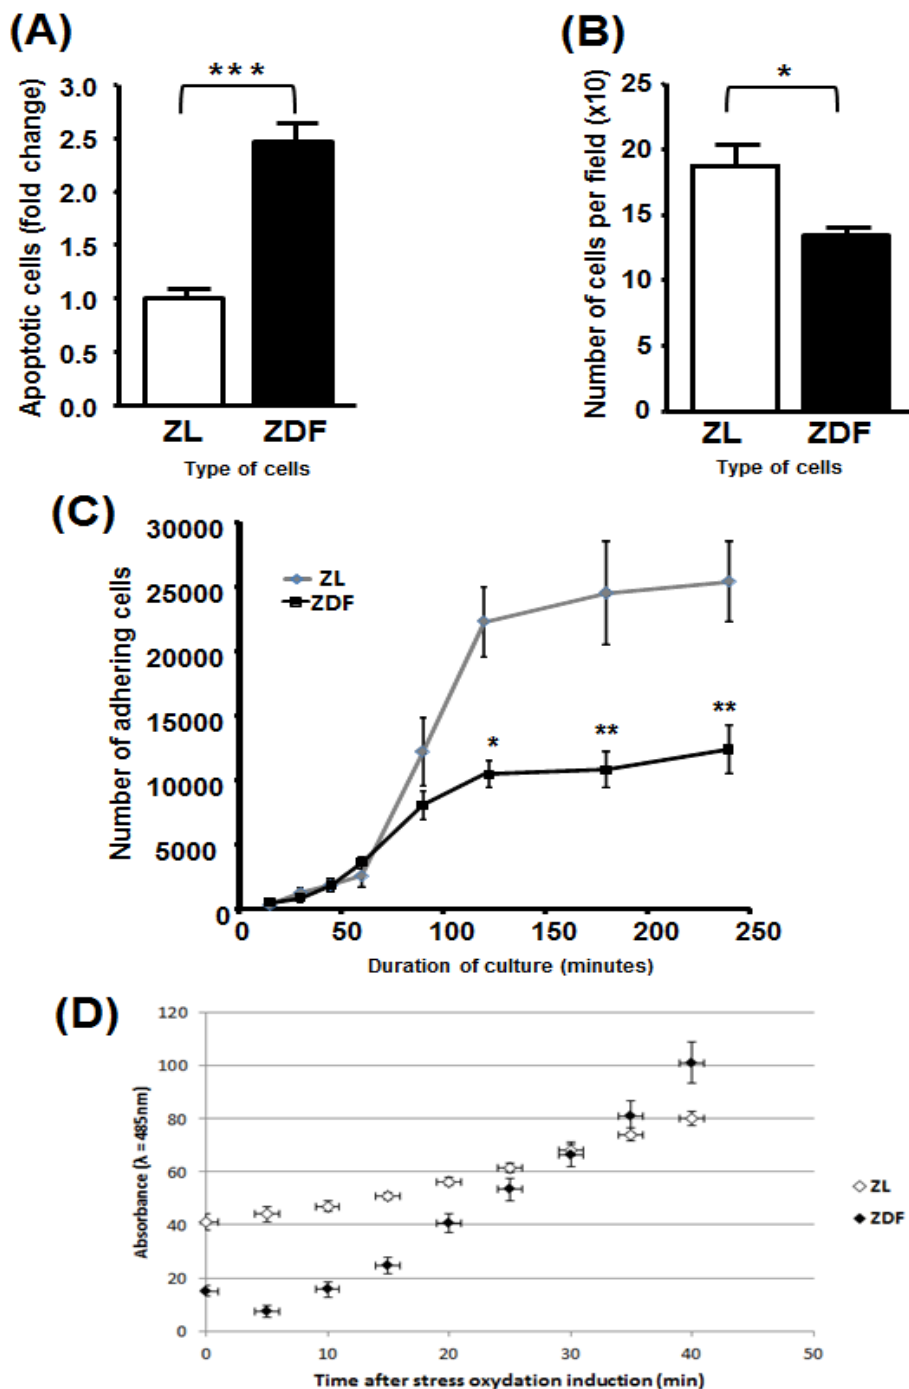 (A)
(B)
***
*
Apoptotic cells (fold change)
3.0
2.5
2.0
1.5
1.0
0.5
0.0
ZL ZDF
Type of cells
Number of cells per field (x10)
25
20
15
10
5
0
ZL ZDF
Type of cells
(C)
Number of adhering cells
30000
25000
20000
15000
10000
5000
0
ZL
ZDF
*
**
**
0 50 100 150 200 250
Duration of culture (minutes)
(D)
Absorbance (λ = 485nm)
120
100
80
60
40
20
0
0 10 20 30 40 50
Time after stress oxydation induction (min)
ZL
ZDF